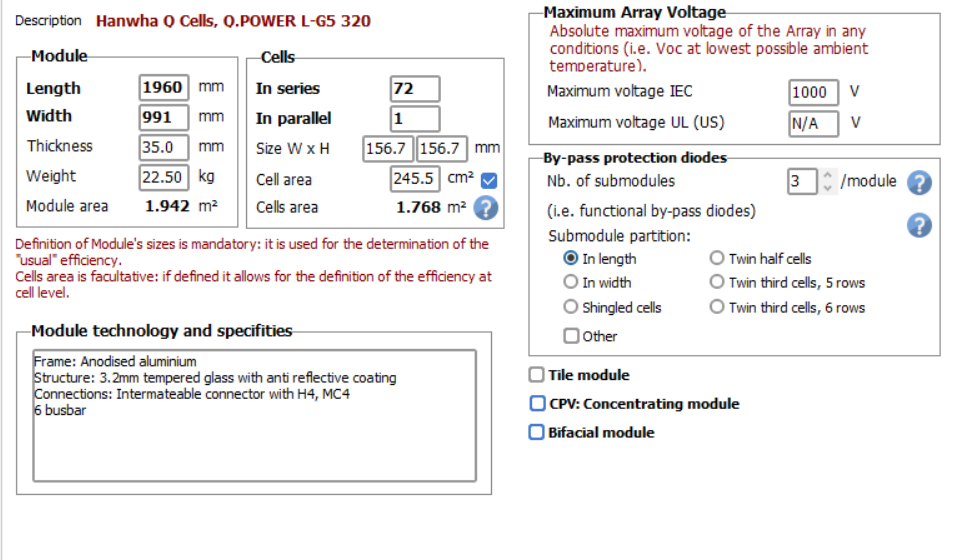 Description Hanwha Q Cells, Q.POWER L-G5 320
Module
Length 1960 mm
Width 991 mm
Thickness 35.0 mm
Weight 22.50 kg
Module area 1.942 m²
Cells
In series 72
In parallel 1
Size W x H 156.7 156.7 mm
Cell area 245.5 cm²
Cells area 1.768 m² ?
Definition of Module's sizes is mandatory: it is used for the determination of the
"usual" efficiency.
Cells area is facultative: if defined it allows for the definition of the efficiency at
cell level.
Module technology and specifities
Frame: Anodised aluminium
Structure: 3.2mm tempered glass with anti reflective coating
Connections: Intermateable connector with H4, MC4
6 busbar
Maximum Array Voltage
Absolute maximum voltage of the Array in any
conditions (i.e. Voc at lowest possible ambient
temperature).
Maximum voltage IEC 1000 V
Maximum voltage UL (US) N/A V
By-pass protection diodes
Nb. of submodules 3 /module ?
(i.e. functional by-pass diodes) ?
Submodule partition:
In length Twin half cells
In width Twin third cells, 5 rows
Shingled cells Twin third cells, 6 rows
Other
Tile module
CPV: Concentrating module
Bifacial module